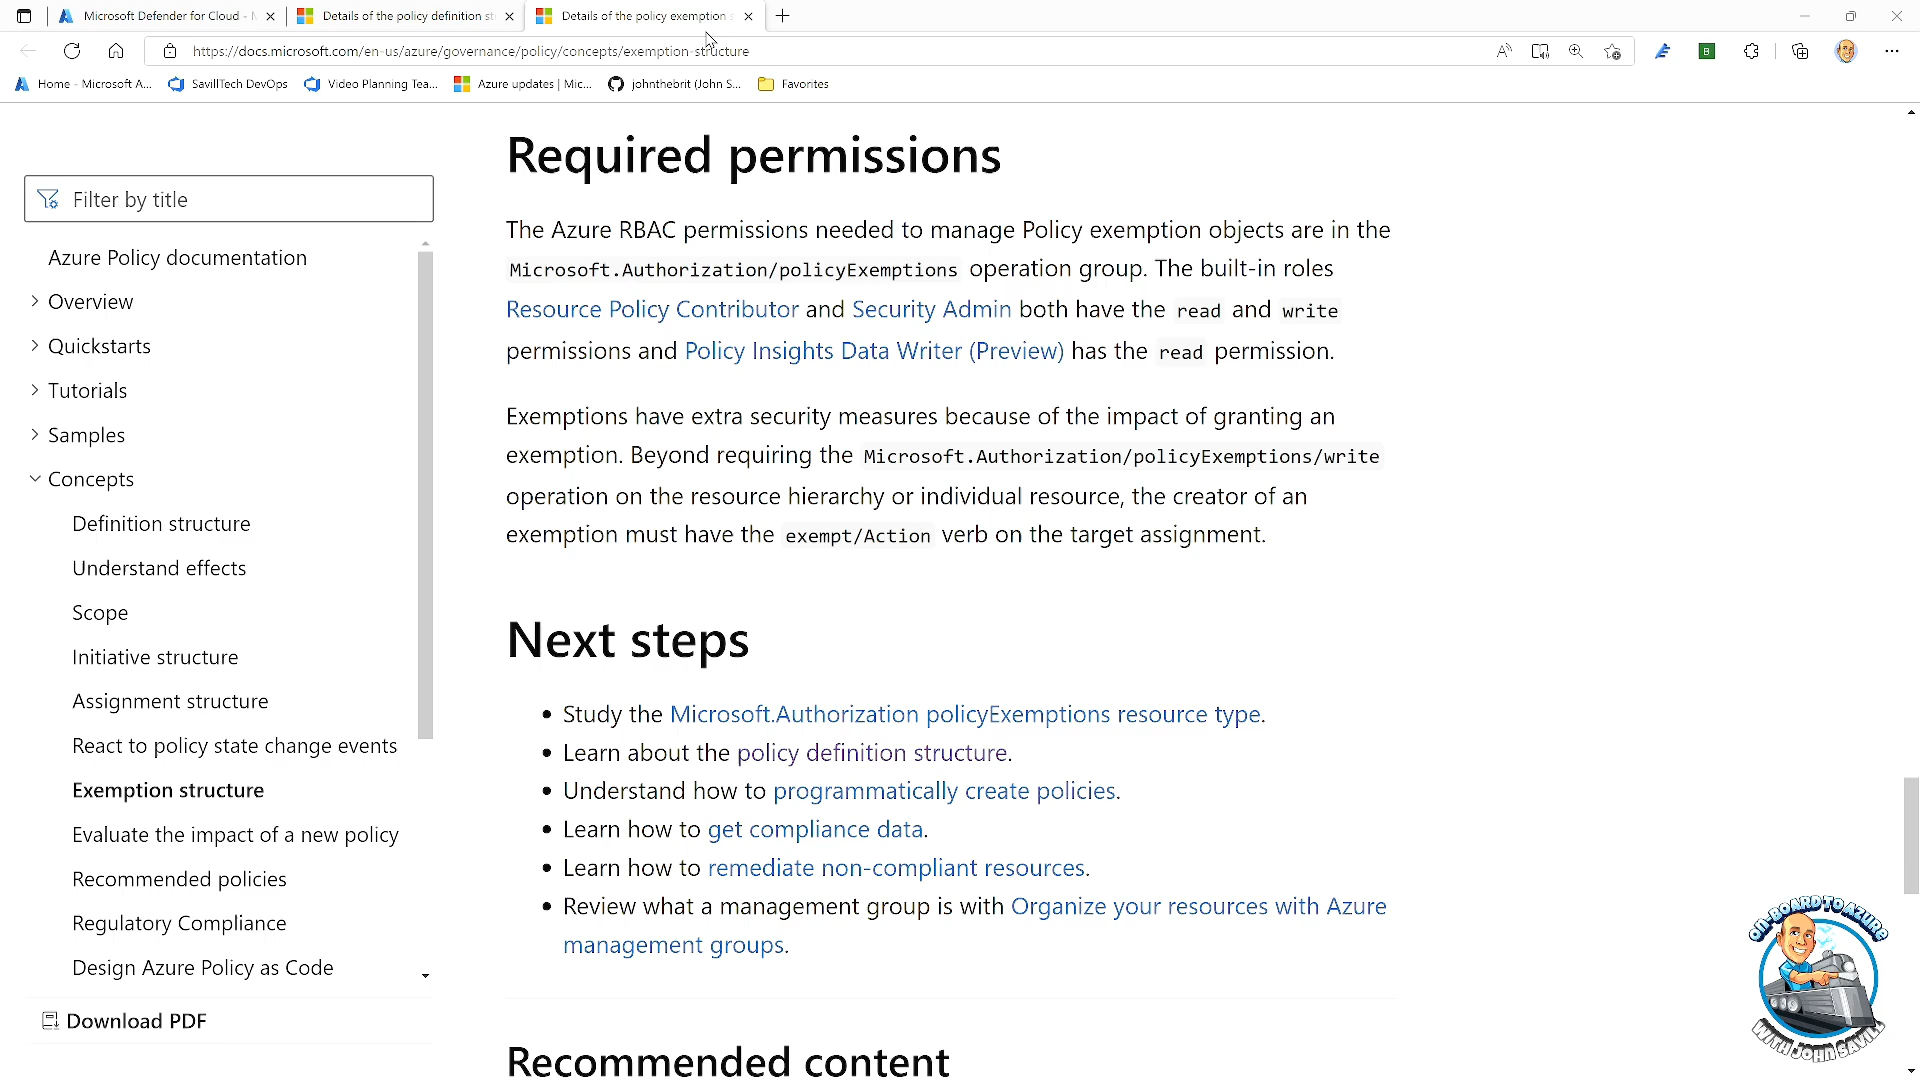 Microsoft Defender for Cloud - M
Details of the policy definition st
Details of the policy exemption s
https://docs.microsoft.com/en-us/azure/governance/policy/concepts/exemption-structure
Home - Microsoft A...
SavillTech DevOps
Video Planning Tea...
Azure updates | Mic...
johnthebrit (John S...
Favorites
Filter by title
Azure Policy documentation
Overview
Quickstarts
Tutorials
Samples
Concepts
Definition structure
Understand effects
Scope
Initiative structure
Assignment structure
React to policy state change events
Exemption structure
Evaluate the impact of a new policy
Recommended policies
Regulatory Compliance
Design Azure Policy as Code
Download PDF
Required permissions
The Azure RBAC permissions needed to manage Policy exemption objects are in the
Microsoft.Authorization/policyExemptions operation group. The built-in roles
Resource Policy Contributor and Security Admin both have the read and write
permissions and Policy Insights Data Writer (Preview) has the read permission.
Exemptions have extra security measures because of the impact of granting an
exemption. Beyond requiring the Microsoft.Authorization/policyExemptions/write
operation on the resource hierarchy or individual resource, the creator of an
exemption must have the exempt/Action verb on the target assignment.
Next steps
• Study the Microsoft.Authorization policyExemptions resource type.
• Learn about the policy definition structure.
• Understand how to programmatically create policies.
• Learn how to get compliance data.
• Learn how to remediate non-compliant resources.
• Review what a management group is with Organize your resources with Azure
management groups.
Recommended content
ON-BOARD TO AZURE
WITH JOHN SAVILL